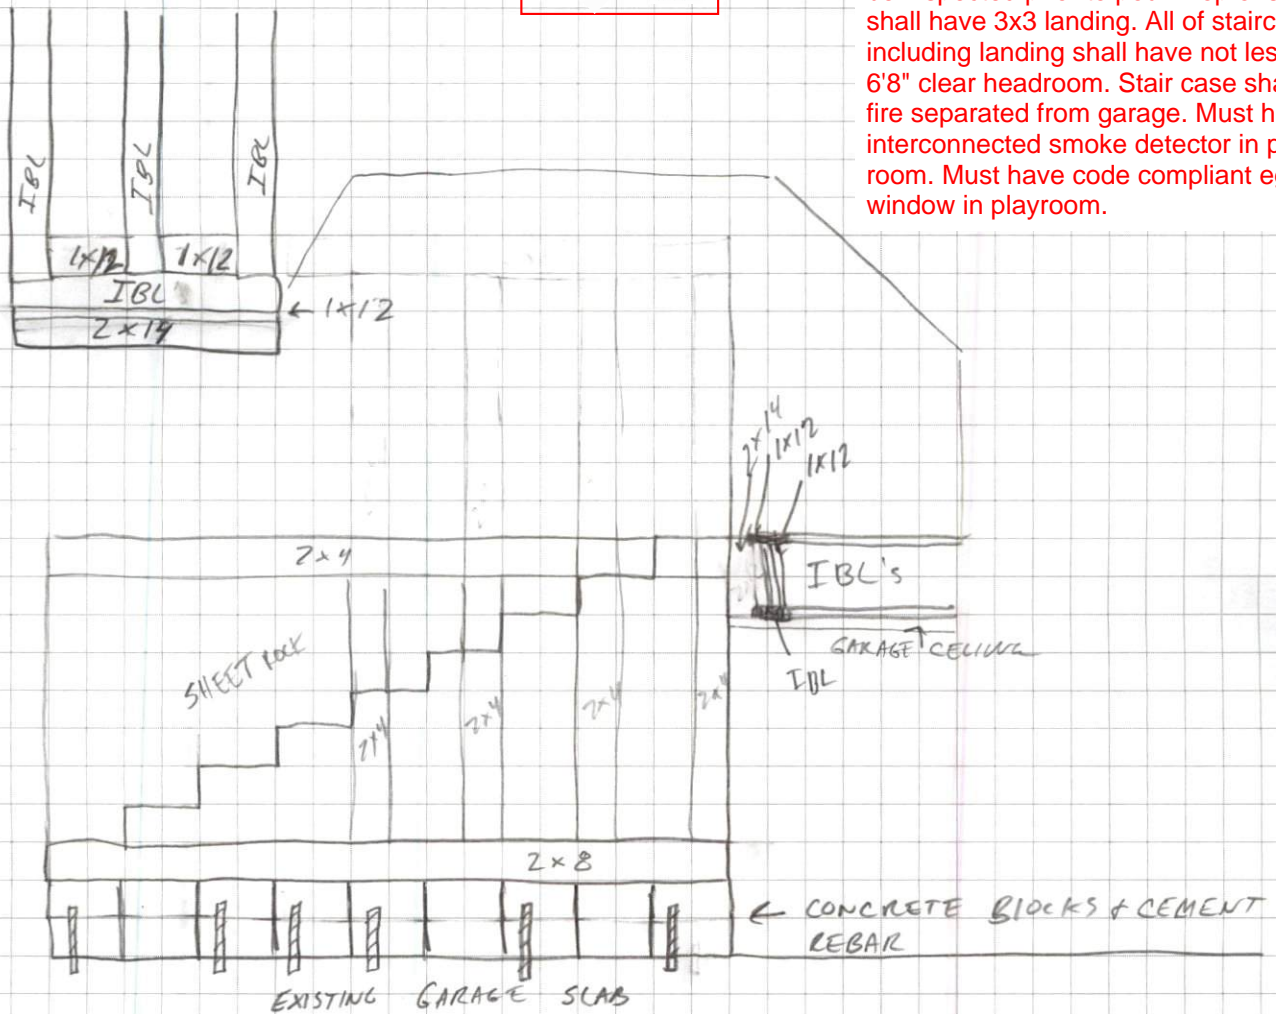 shall have 3x3 landing. All of stairc
including landing shall have not les
6'8" clear headroom. Stair case sha
fire separated from garage. Must h
interconnected smoke detector in p
room. Must have code compliant eg
window in playroom.
IBL
IBL
IBL
1x12
1x12
IBL
← 1x12
2x14
2x14
1x12
1x12
2x4
IBL's
GARAGE CEILING
IBL
SHEET ROCK
2x4
2x4
2x4
2x4
2x8
← CONCRETE BLOCKS & CEMENT
REBAR
EXISTING GARAGE SLAB